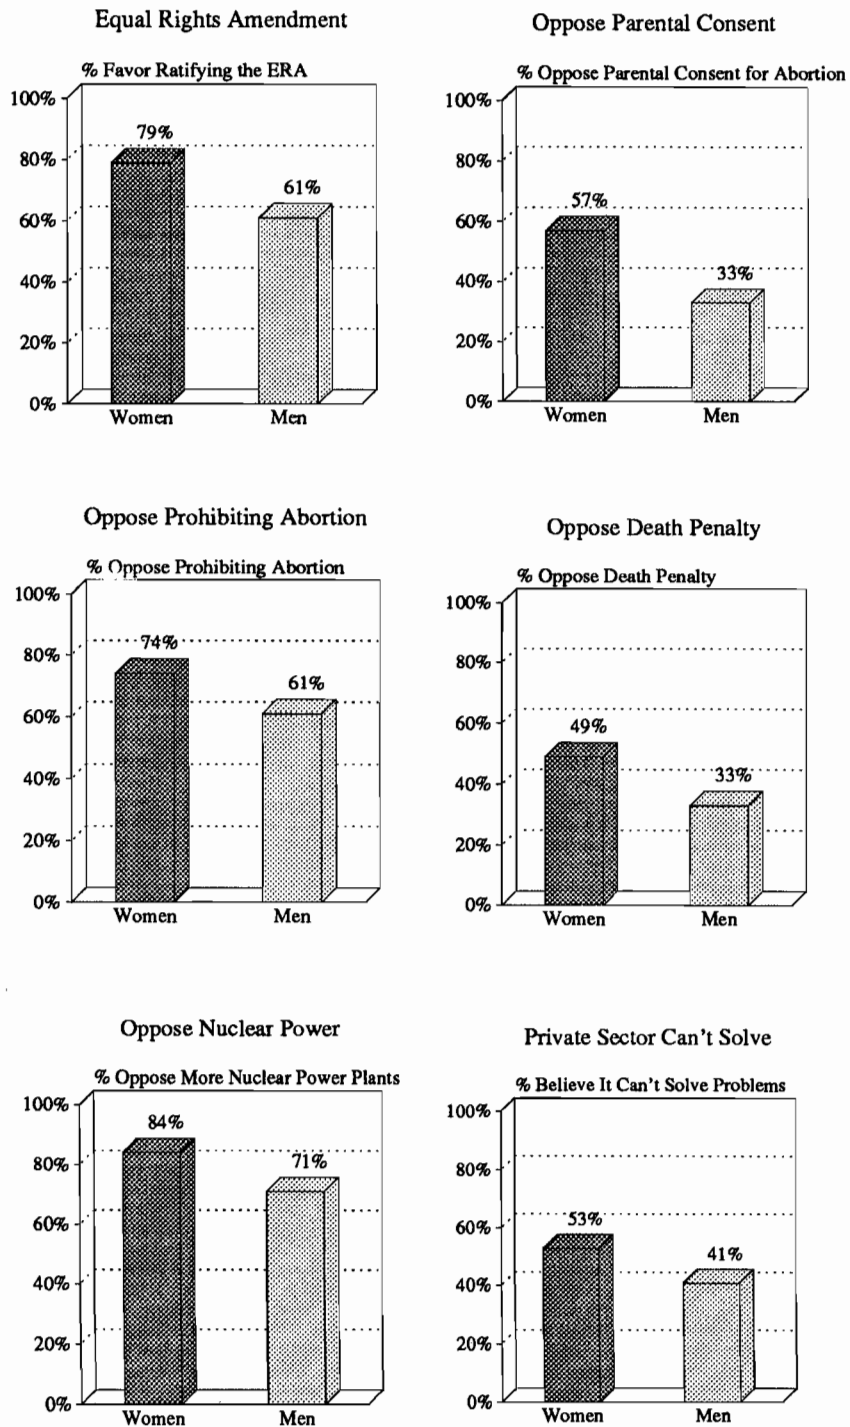 Equal Rights Amendment
% Favor Ratifying the ERA
100%
80%
60%
40%
20%
0%
79%
61%
Women
Men
Oppose Parental Consent
% Oppose Parental Consent for Abortion
100%
80%
60%
40%
20%
0%
57%
33%
Women
Men
Oppose Prohibiting Abortion
% Oppose Prohibiting Abortion
100%
80%
60%
40%
20%
0%
74%
61%
Women
Men
Oppose Death Penalty
% Oppose Death Penalty
100%
80%
60%
40%
20%
0%
49%
33%
Women
Men
Oppose Nuclear Power
% Oppose More Nuclear Power Plants
100%
80%
60%
40%
20%
0%
84%
71%
Women
Men
Private Sector Can't Solve
% Believe It Can't Solve Problems
100%
80%
60%
40%
20%
0%
53%
41%
Women
Men